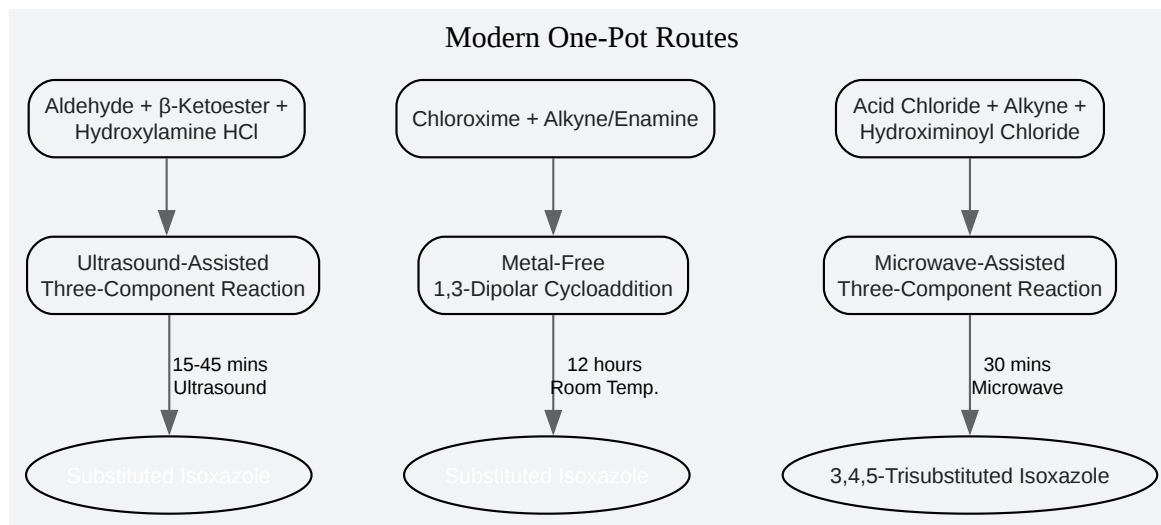 Modern One-Pot Routes
Aldehyde + β-Ketoester +
Hydroxylamine HCl
Ultrasound-Assisted
Three-Component Reaction
15-45 mins
Ultrasound
Substituted Isoxazole
Chloroxime + Alkyne/Enamine
Metal-Free
1,3-Dipolar Cycloaddition
12 hours
Room Temp.
Substituted Isoxazole
Acid Chloride + Alkyne +
Hydroximinoyl Chloride
Microwave-Assisted
Three-Component Reaction
30 mins
Microwave
3,4,5-Trisubstituted Isoxazole